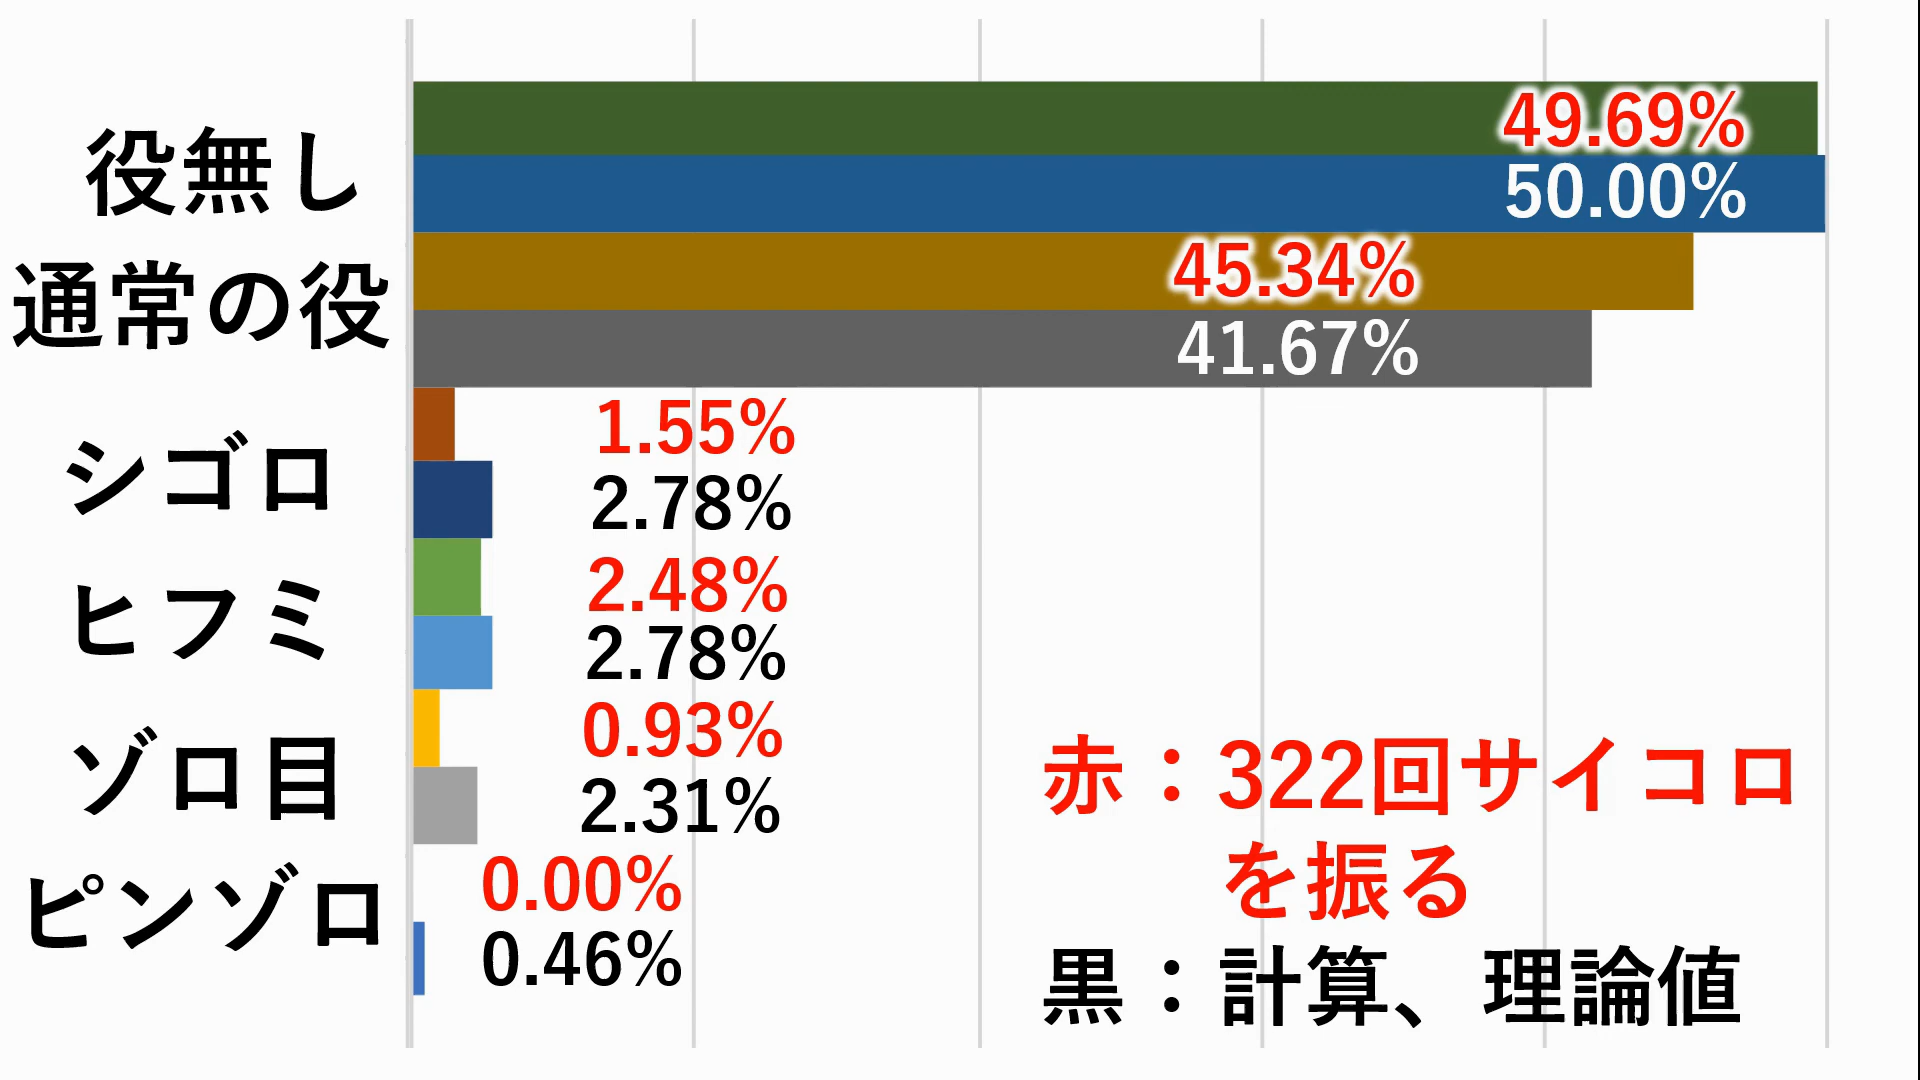 役無し
49.69%
50.00%
通常の役
45.34%
41.67%
シゴロ
1.55%
2.78%
ヒフミ
2.48%
2.78%
ゾロ目
0.93%
2.31%
ピンゾロ
0.00%
0.46%
赤：322回サイコロ
を振る
黒：計算、理論値